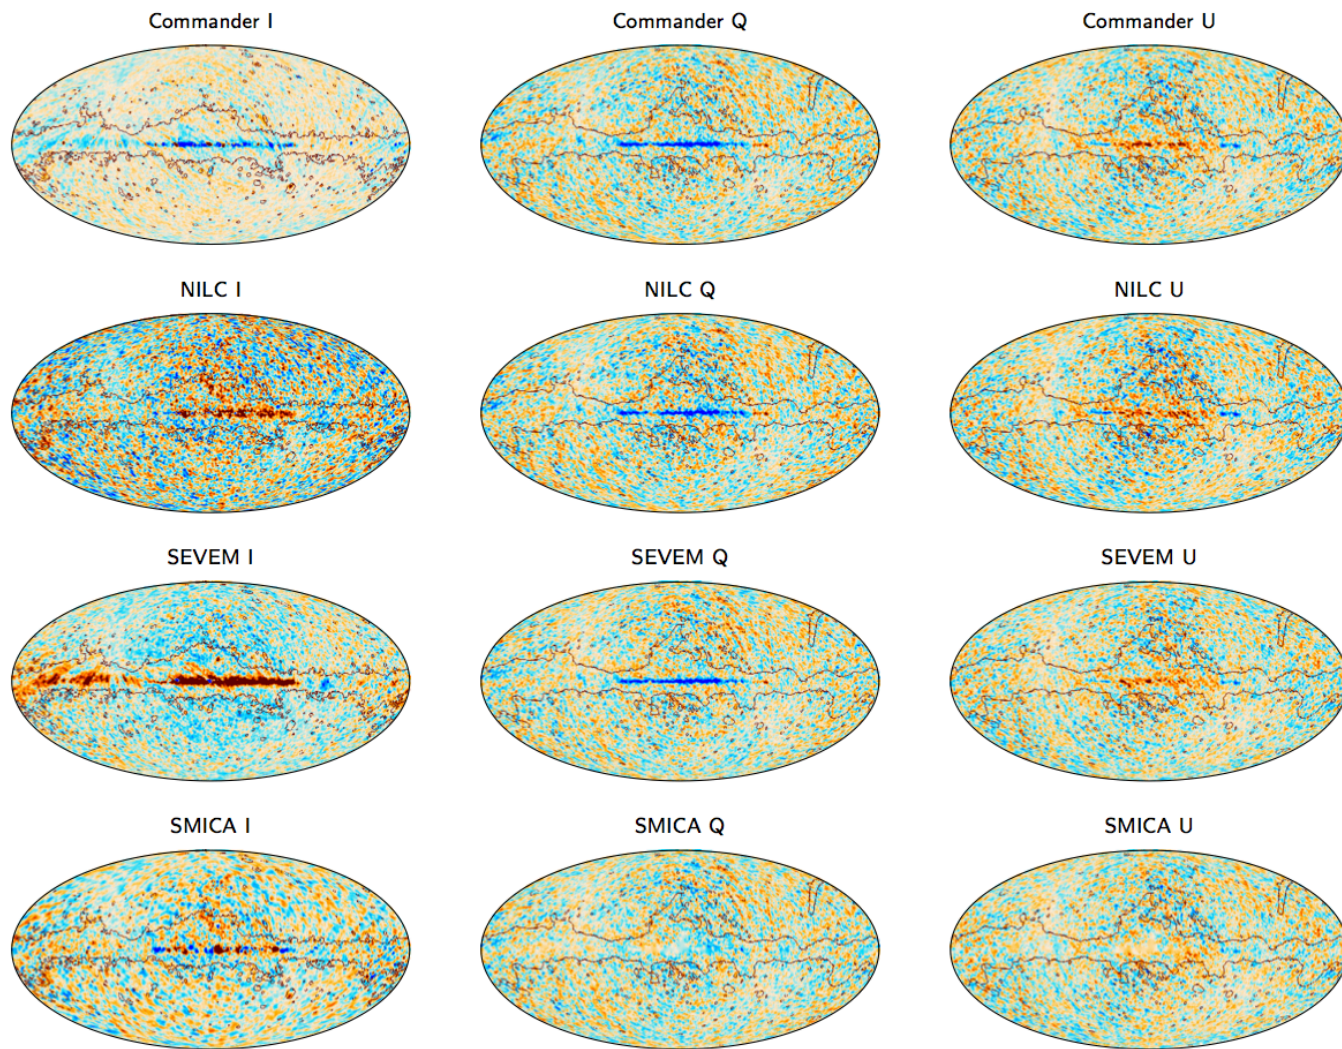 Commander I
Commander Q
Commander U
NILC I
NILC Q
NILC U
SEVEM I
SEVEM Q
SEVEM U
SMICA I
SMICA Q
SMICA U